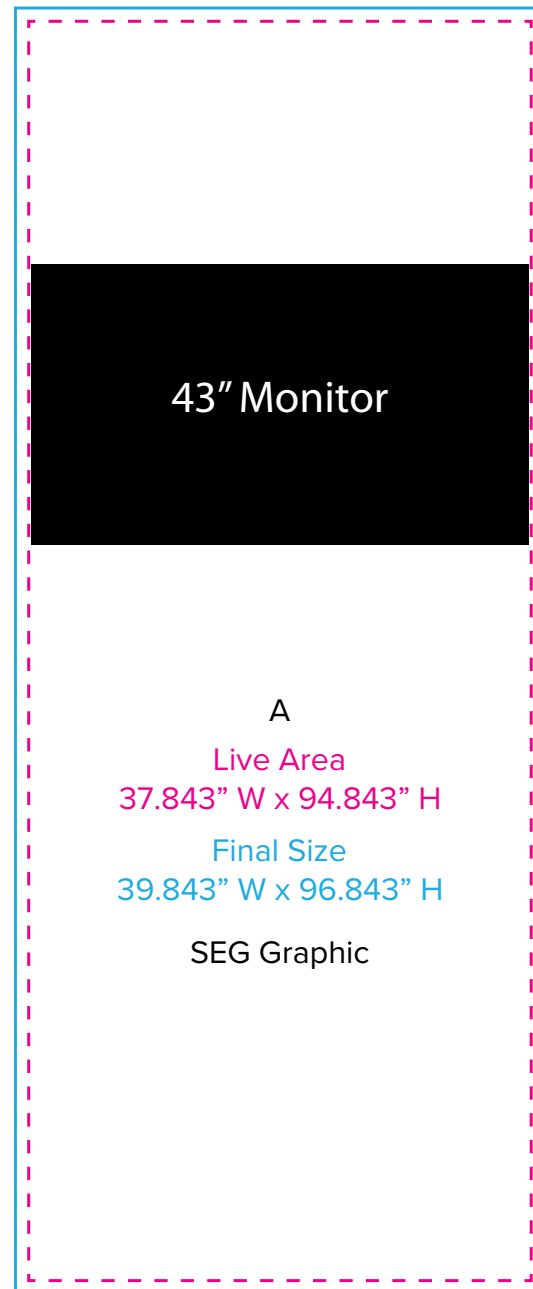 43” Monitor
A
Live Area
37.843” W x 94.843” H
Final Size
39.843” W x 96.843” H
SEG Graphic